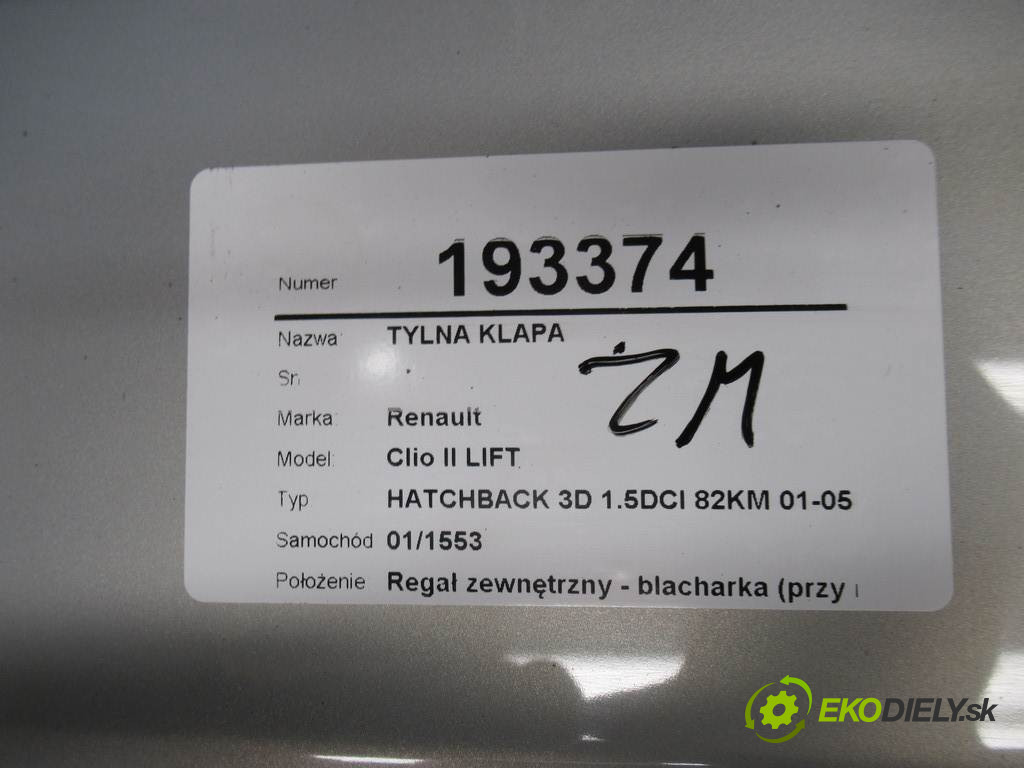 Numer 193374
Nazwa: TYLNA KLAPA
Sn
Marka: Renault
Model: Clio II LIFT
Typ HATCHBACK 3D 1.5DCI 82KM 01-05
Samochód 01/1553
Położenie Regał zewnętrzny - blacharka (przy
ŻM
EKODIELY.sk